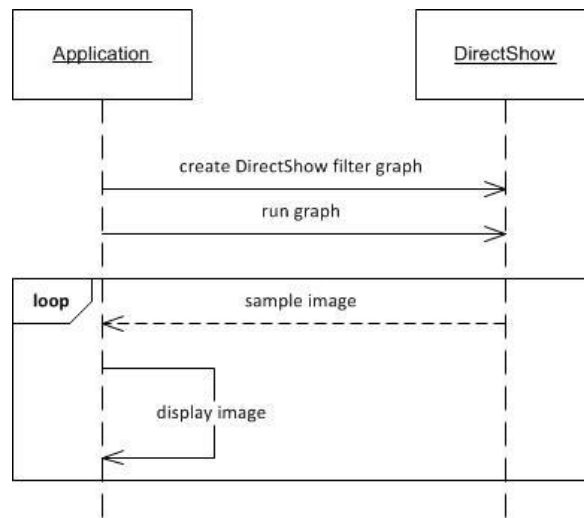 Application
DirectShow
create DirectShow filter graph
run graph
loop
sample image
display image